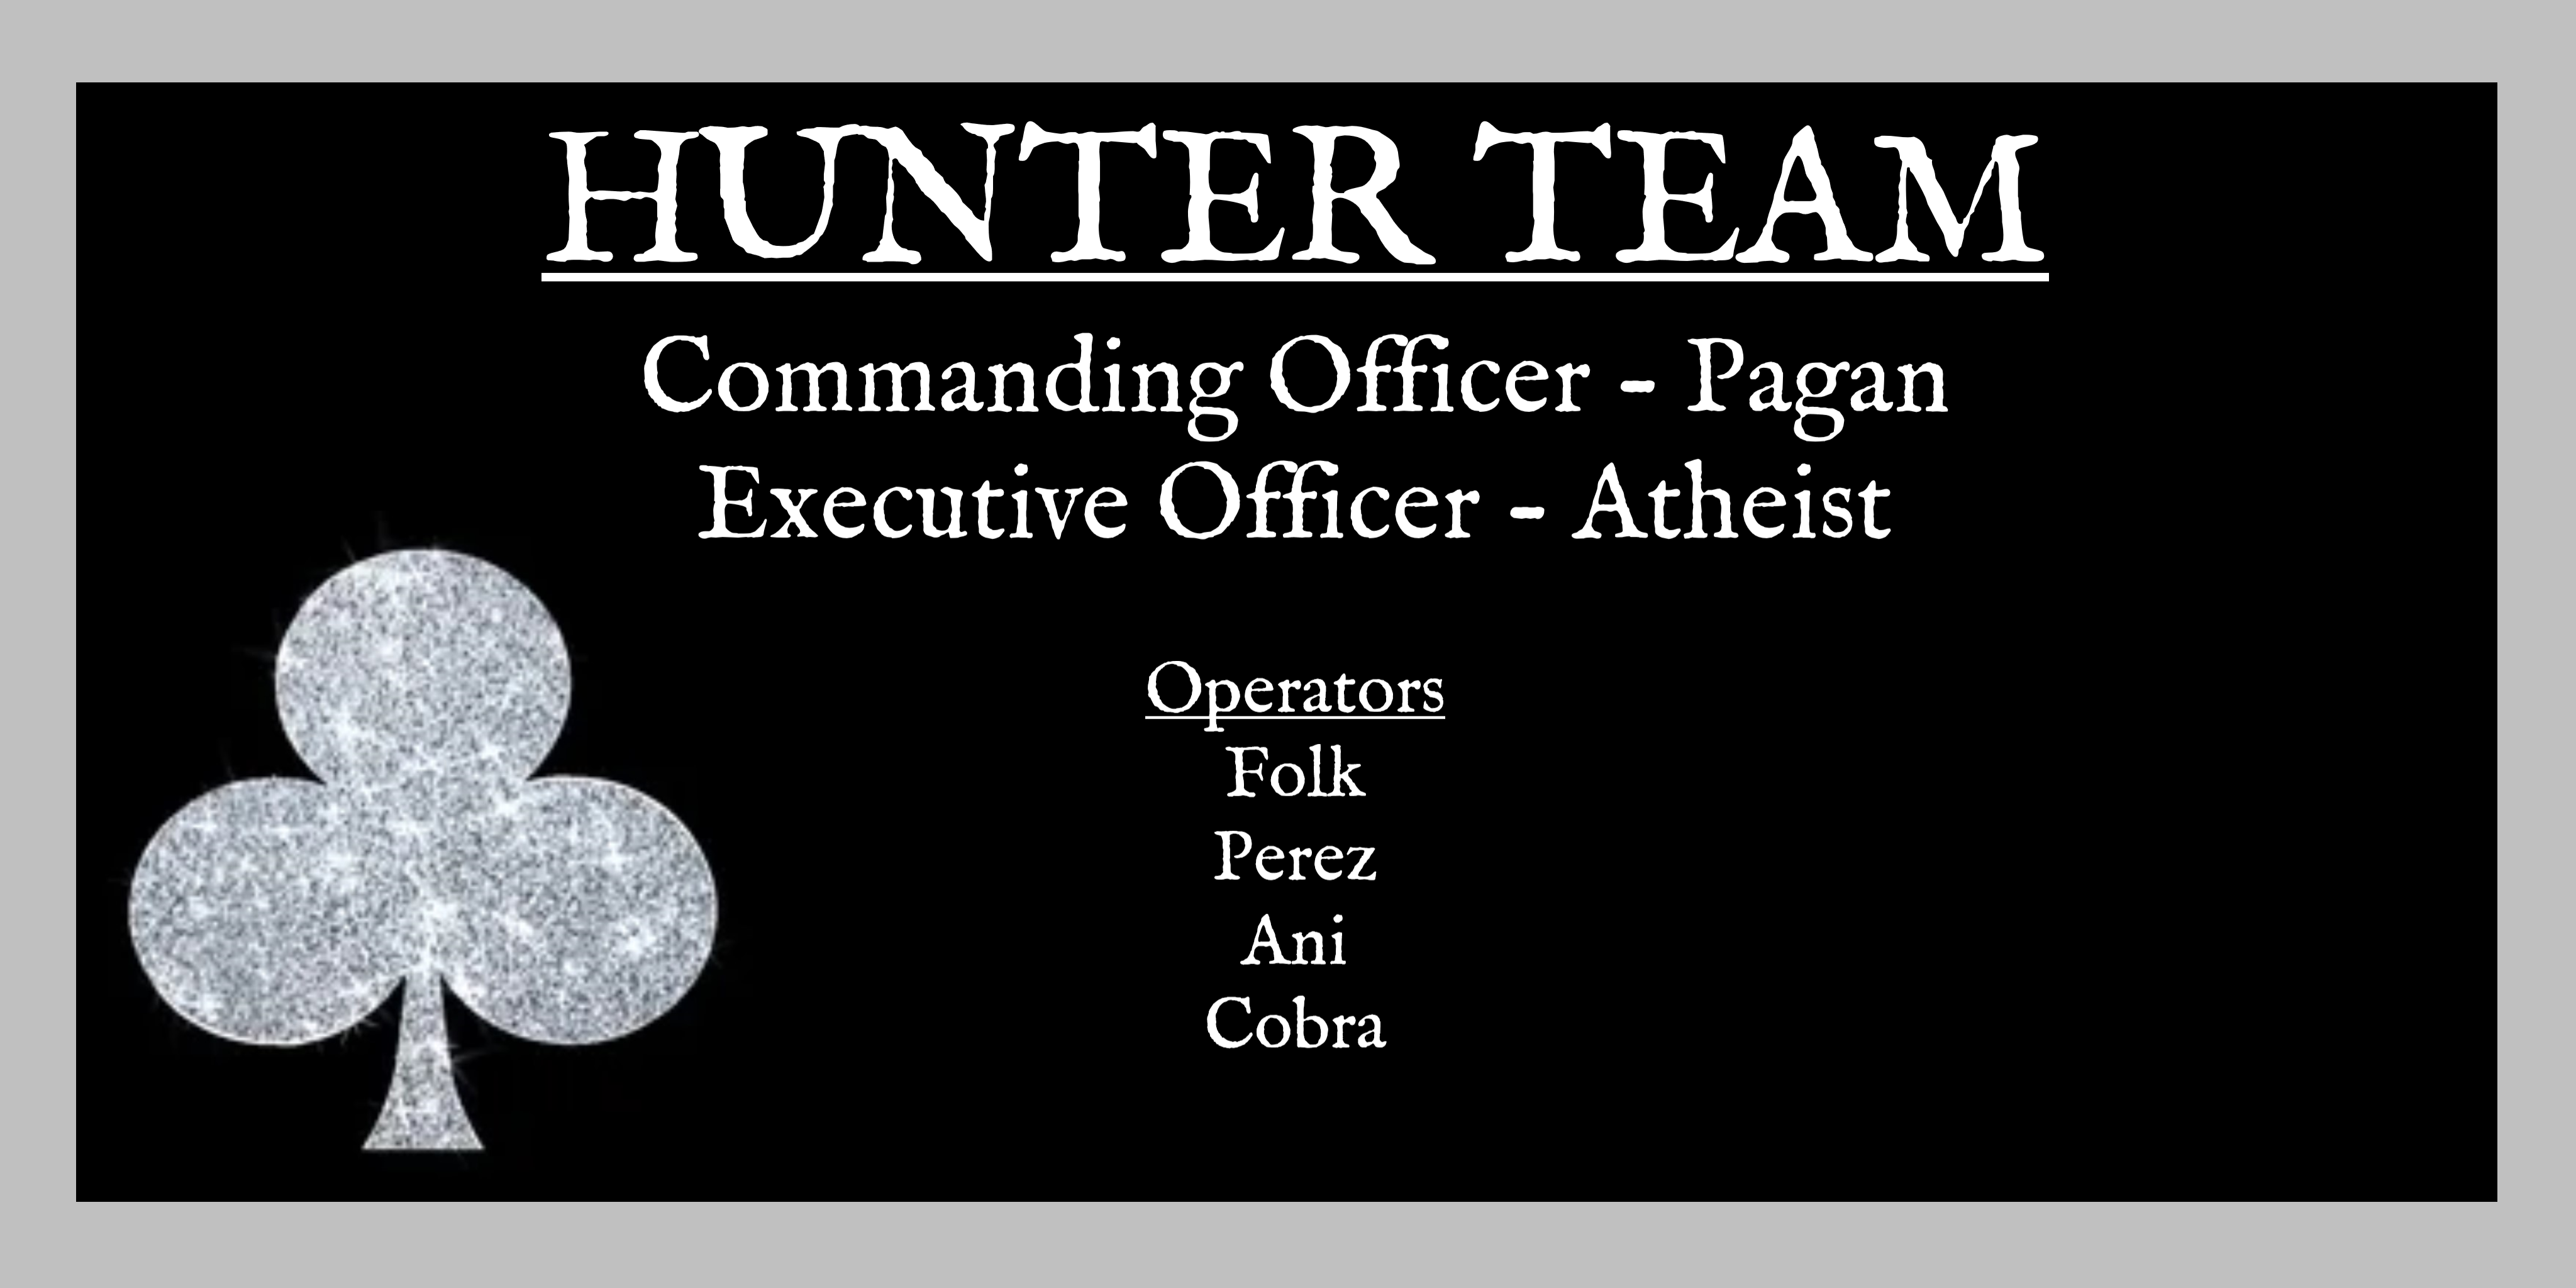 HUNTER TEAM
Commanding Officer - Pagan
Executive Officer - Atheist
Operators
Folk
Perez
Ani
Cobra